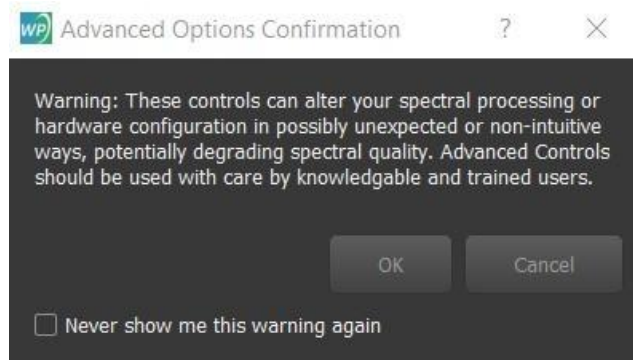 WP Advanced Options Confirmation ? ×
Warning: These controls can alter your spectral processing or
hardware configuration in possibly unexpected or non-intuitive
ways, potentially degrading spectral quality. Advanced Controls
should be used with care by knowledgable and trained users.
OK Cancel
Never show me this warning again